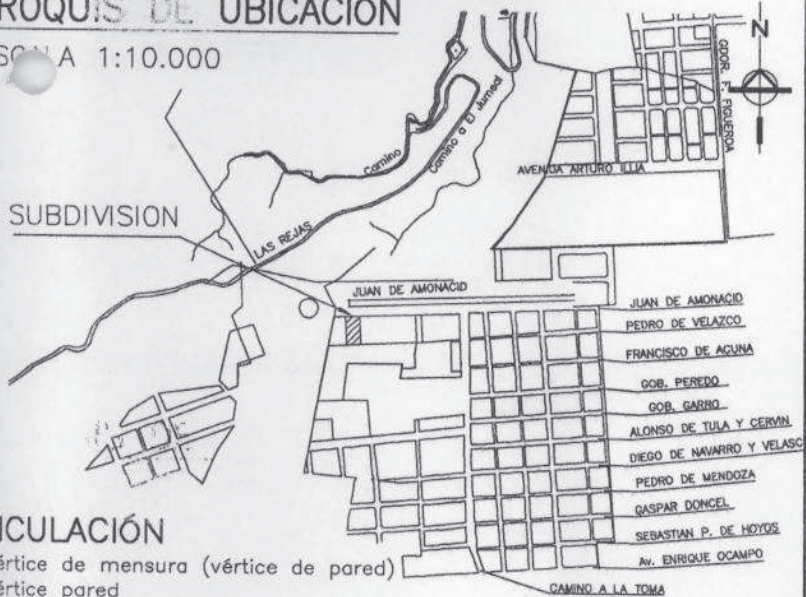 ROQUIS DE UBICACIÓN
A 1:10.000
N
GDOR. F. FIGUEROA
Camino
Camino a El Jumeal
AVENIDA ARTURO ILLIA
SUBDIVISION
LAS REJAS
JUAN DE AMONACID
JUAN DE AMONACID
PEDRO DE VELAZCO
FRANCISCO DE ACUNA
GOB. PEREDO
GOB. GARRO
ALONSO DE TULA Y CERVIN
DIEGO DE NAVARRO Y VELASC
PEDRO DE MENDOZA
GASPAR DONCEL
SEBASTIAN P. DE HOYOS
Av. ENRIQUE OCAMPO
CAMINO A LA TOMA
NCULACIÓN
értice de mensura (vértice de pared)
értice pared